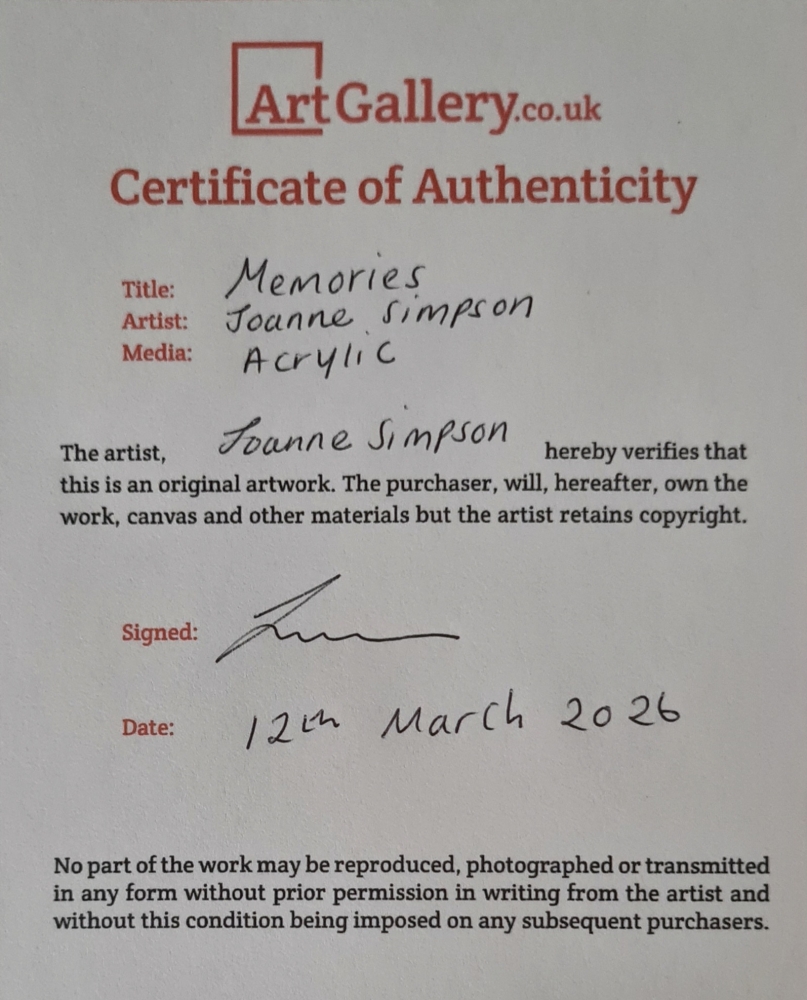 ArtGallery.co.uk
Certificate of Authenticity
Title: Memories
Artist: Joanne Simpson
Media: Acrylic
The artist, Joanne Simpson hereby verifies that
this is an original artwork. The purchaser, will, hereafter, own the
work, canvas and other materials but the artist retains copyright.
Signed:
Date: 12th March 2026
No part of the work may be reproduced, photographed or transmitted
in any form without prior permission in writing from the artist and
without this condition being imposed on any subsequent purchasers.